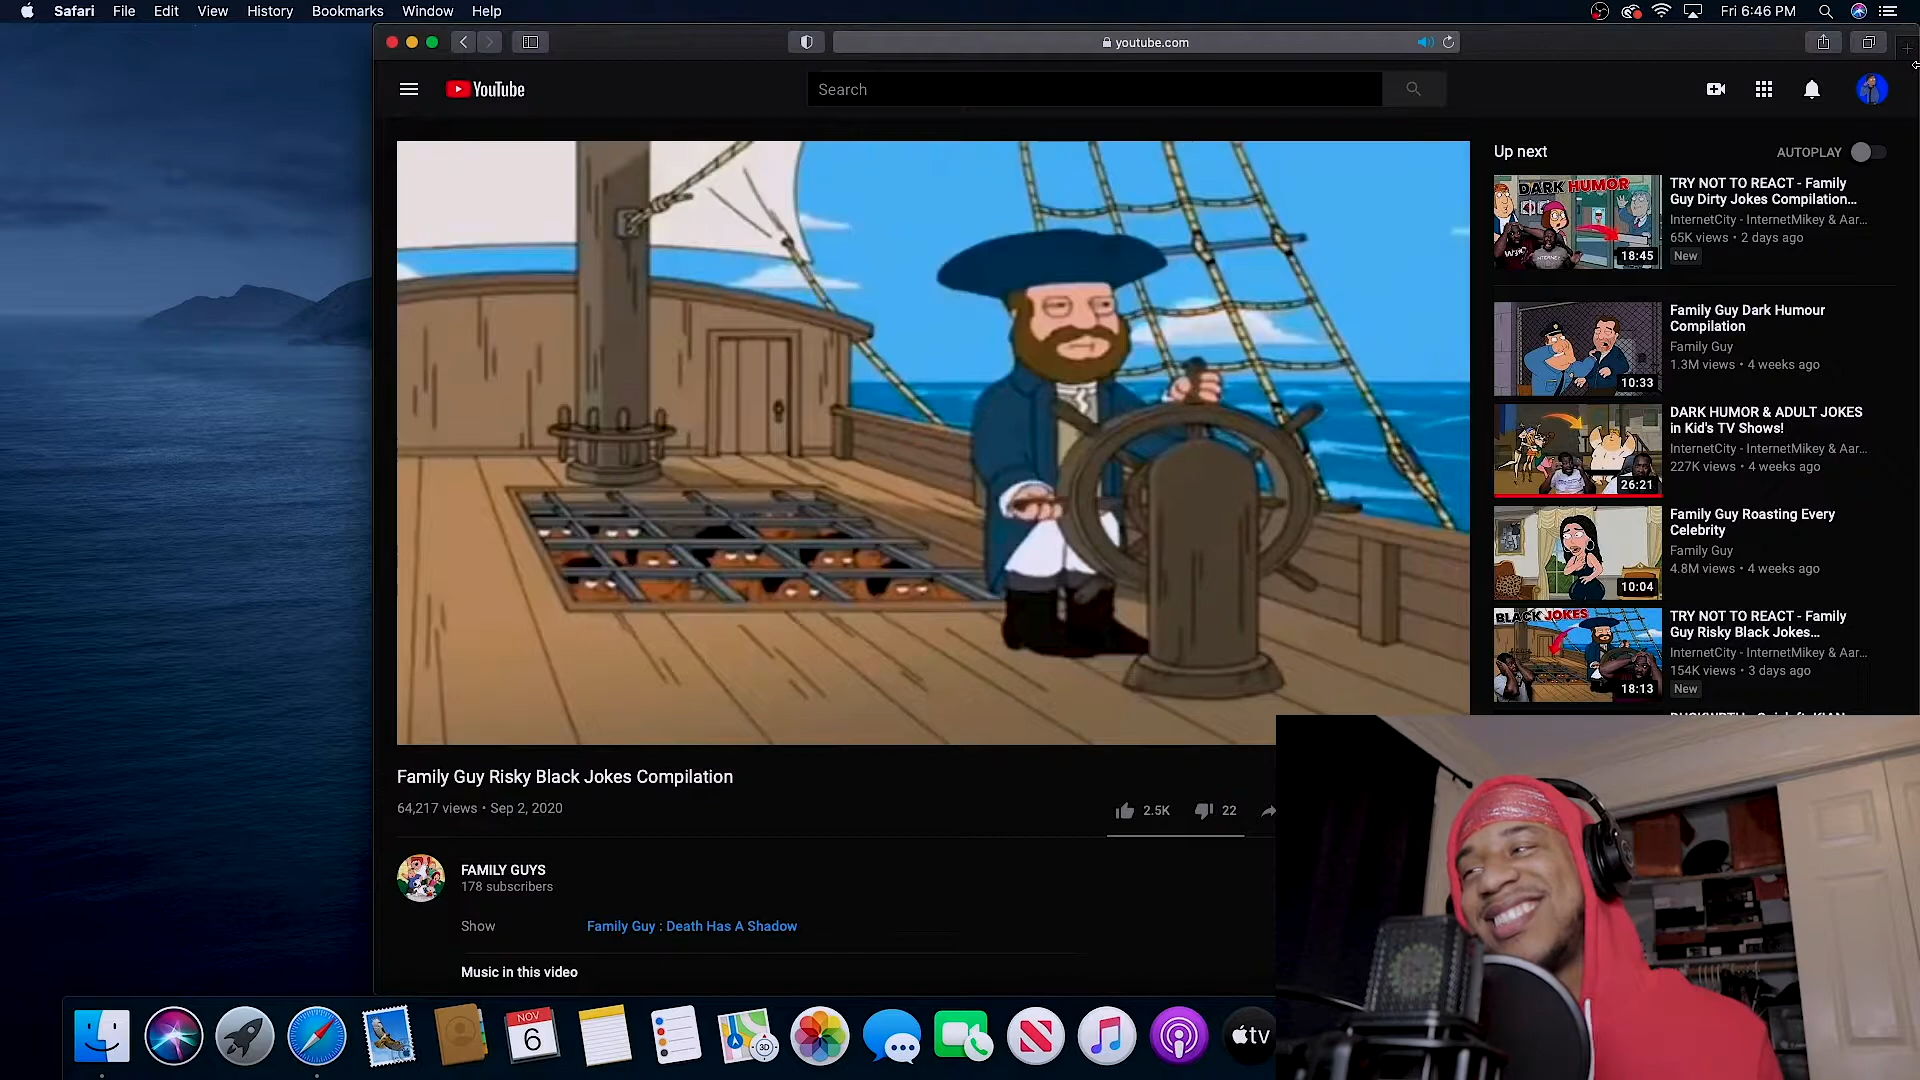 Safari File Edit View History Bookmarks Window Help
Fri 6:46 PM
youtube.com
YouTube
Search
Up next
AUTOPLAY
DARK HUMOR
18:45
TRY NOT TO REACT - Family
Guy Dirty Jokes Compilation...
InternetCity - InternetMikey & Aar...
65K views • 2 days ago
New
10:33
Family Guy Dark Humour
Compilation
Family Guy
1.3M views • 4 weeks ago
26:21
DARK HUMOR & ADULT JOKES
in Kid's TV Shows!
InternetCity - InternetMikey & Aar...
227K views • 4 weeks ago
10:04
Family Guy Roasting Every
Celebrity
Family Guy
4.8M views • 4 weeks ago
BLACK JOKES
18:13
TRY NOT TO REACT - Family
Guy Risky Black Jokes...
InternetCity - InternetMikey & Aar...
154K views • 3 days ago
New
Family Guy Risky Black Jokes Compilation
64,217 views • Sep 2, 2020
2.5K
22
FAMILY GUYS
178 subscribers
Show
Family Guy : Death Has A Shadow
Music in this video
NOV
6
3D
tv